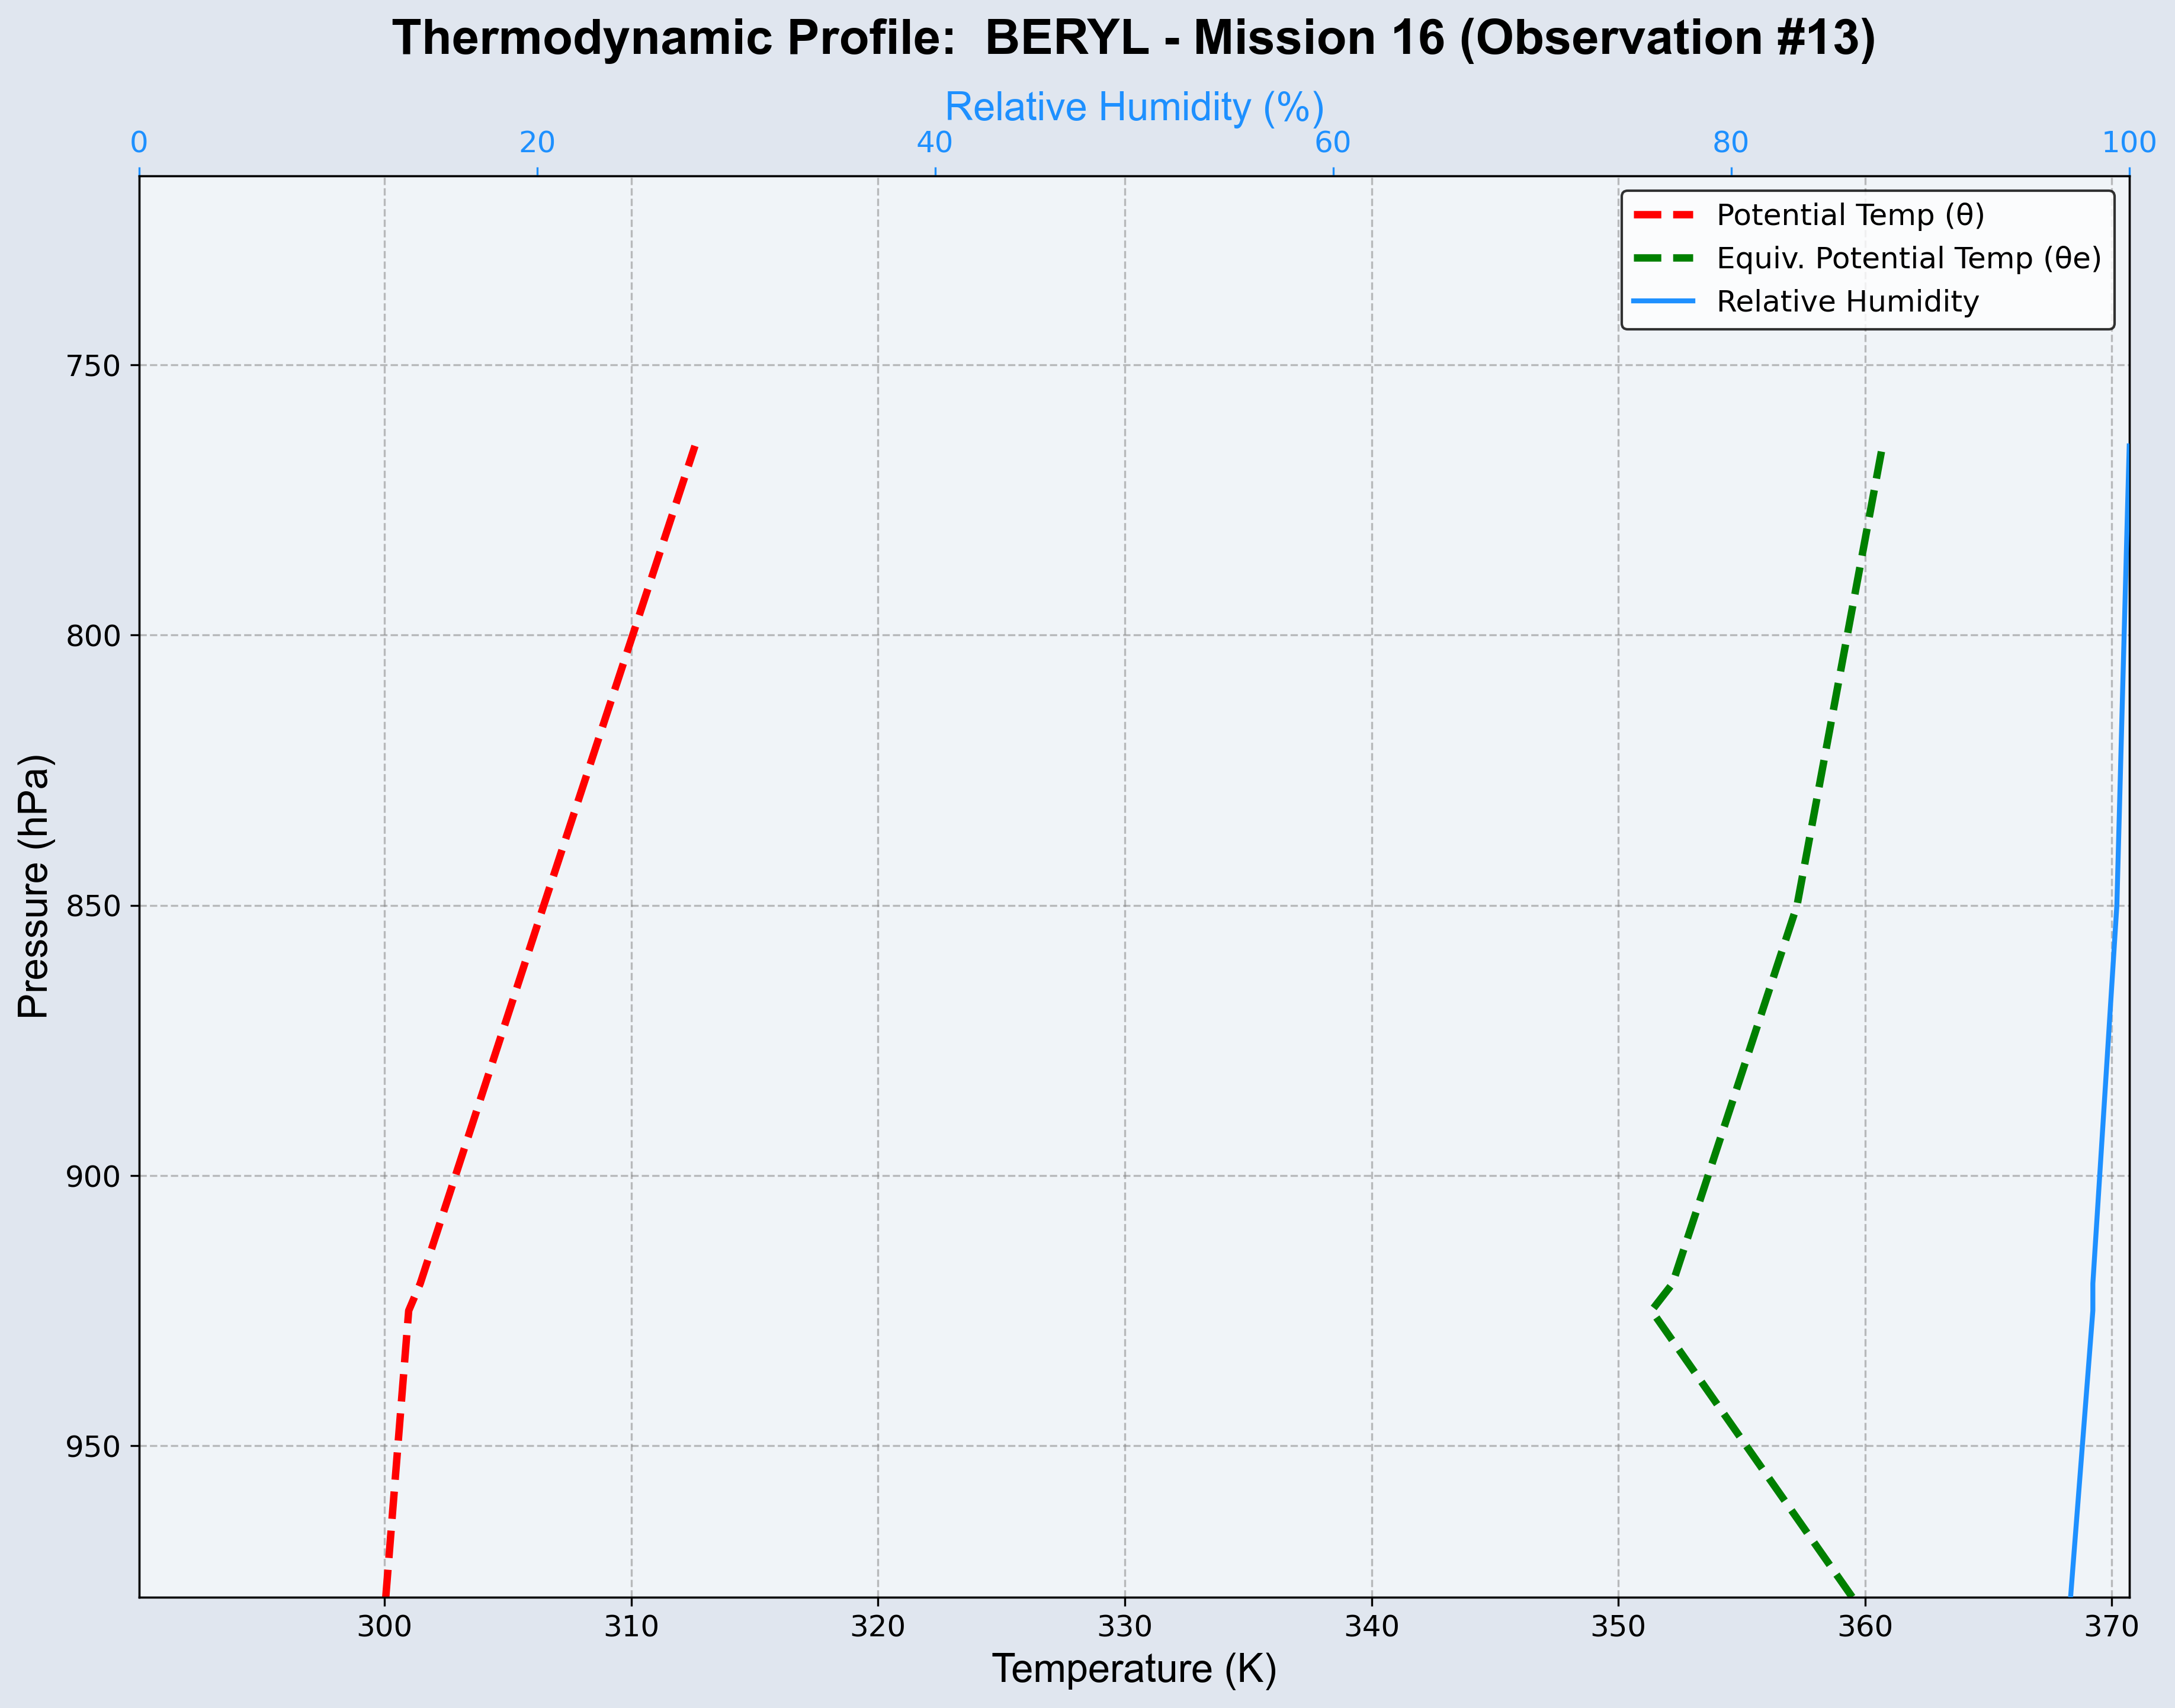 Thermodynamic Profile:  BERYL - Mission 16 (Observation #13)
Relative Humidity (%)
0 20 40 60 80 100
Potential Temp (θ)
Equiv. Potential Temp (θe)
Relative Humidity
750
800
850
900
950
Pressure (hPa)
300 310 320 330 340 350 360 370
Temperature (K)